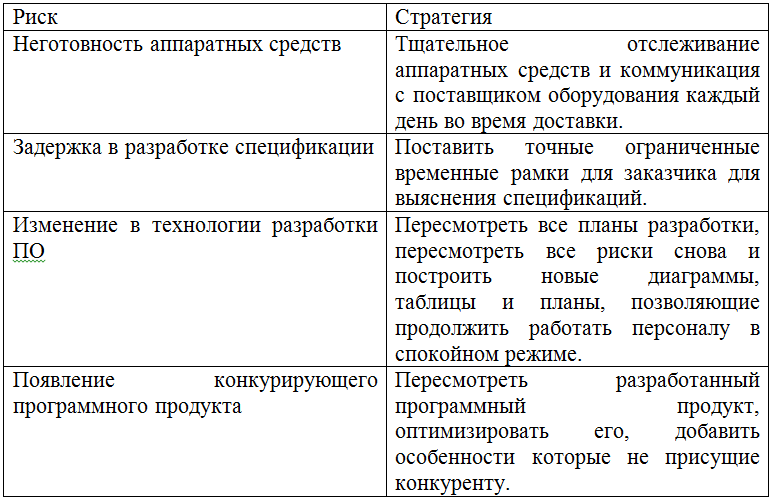 Риск
Стратегия
Неготовность аппаратных средств
Тщательное отслеживание
аппаратных средств и коммуникация
с поставщиком оборудования каждый
день во время доставки.
Задержка в разработке спецификации
Поставить точные ограниченные
временные рамки для заказчика для
выяснения спецификаций.
Изменение в технологии разработки
ПО
Пересмотреть все планы разработки,
пересмотреть все риски снова и
построить новые диаграммы,
таблицы и планы, позволяющие
продолжить работать персоналу в
спокойном режиме.
Появление конкурирующего
программного продукта
Пересмотреть разработанный
программный продукт,
оптимизировать его, добавить
особенности которые не присущие
конкуренту.